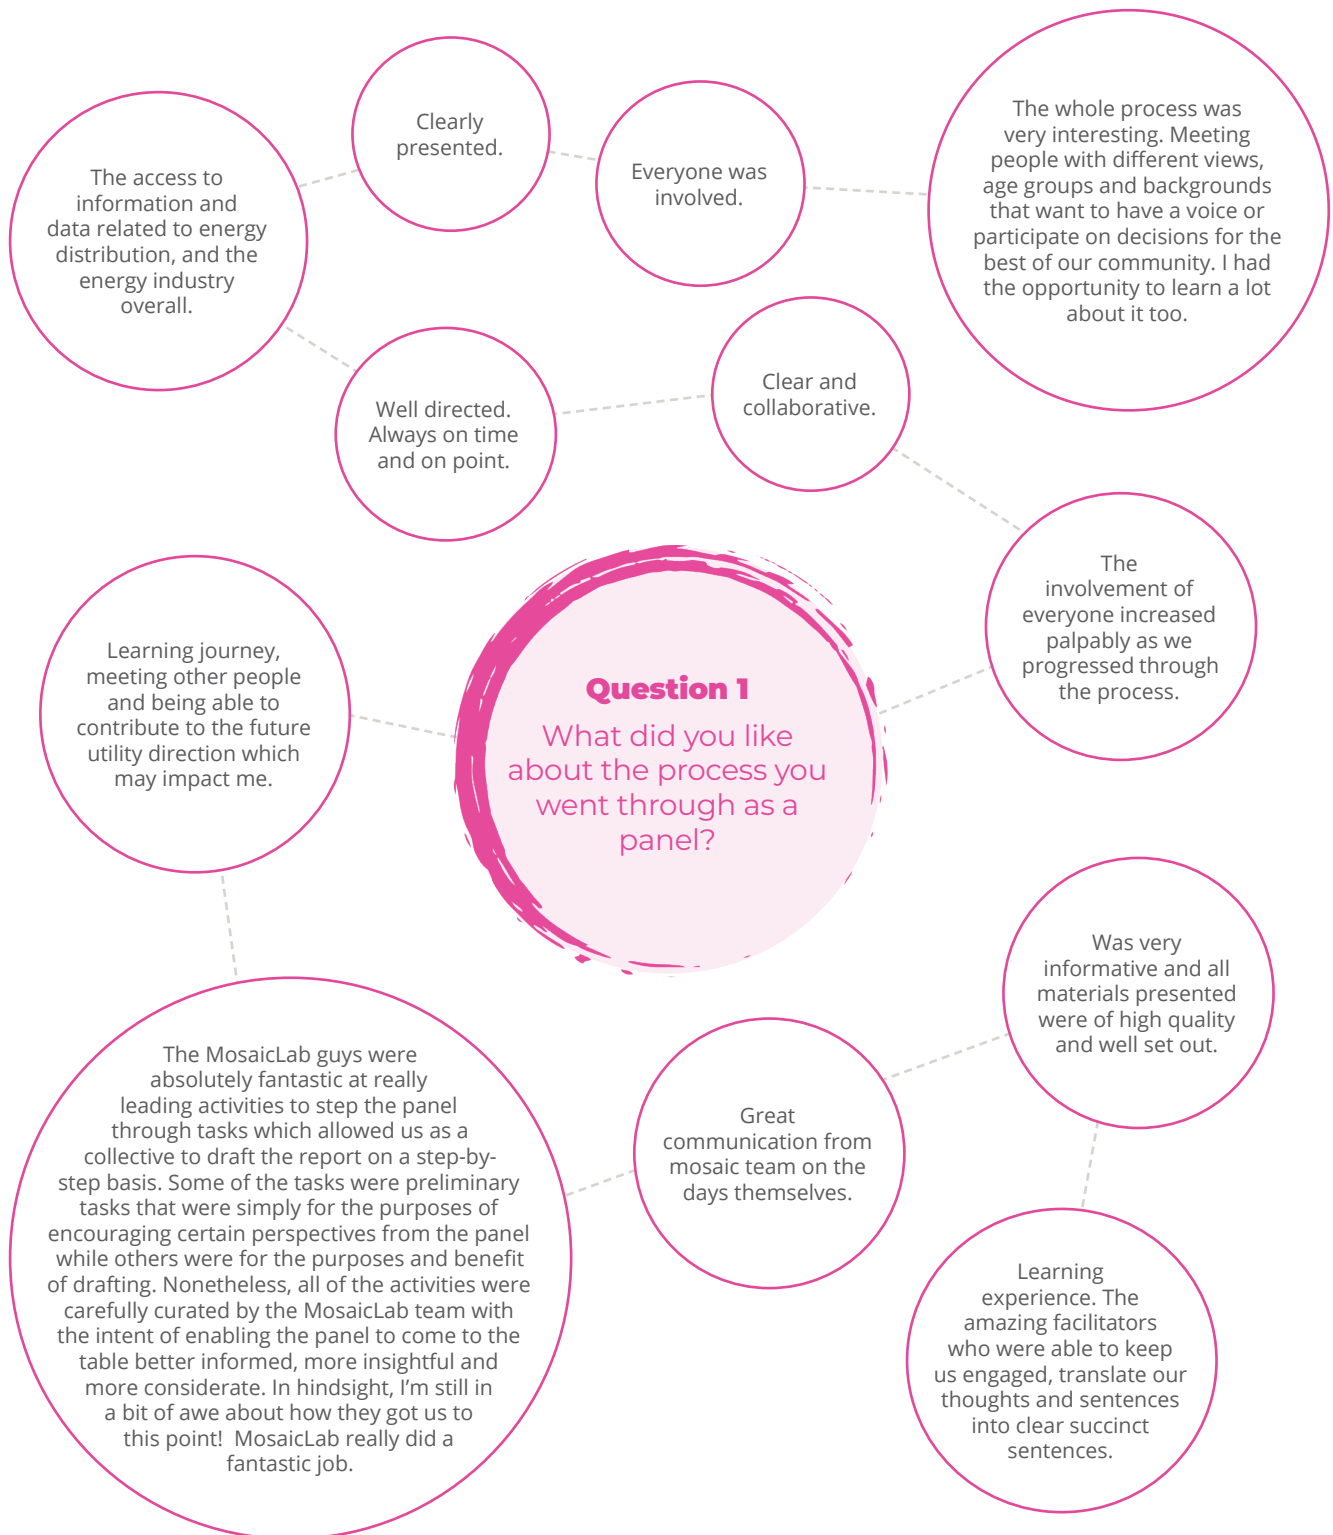 The access to
information and
data related to energy
distribution, and the
energy industry
overall.
Clearly
presented.
Everyone was
involved.
The whole process was
very interesting. Meeting
people with different views,
age groups and backgrounds
that want to have a voice or
participate on decisions for the
best of our community. I had
the opportunity to learn a lot
about it too.
Well directed.
Always on time
and on point.
Clear and
collaborative.
The
involvement of
everyone increased
palpably as we
progressed through
the process.
Learning journey,
meeting other people
and being able to
contribute to the future
utility direction which
may impact me.
Question 1
What did you like
about the process you
went through as a
panel?
Was very
informative and all
materials presented
were of high quality
and well set out.
Great
communication from
mosaic team on the
days themselves.
The MosaicLab guys were
absolutely fantastic at really
leading activities to step the panel
through tasks which allowed us as a
collective to draft the report on a step-by-
step basis. Some of the tasks were preliminary
tasks that were simply for the purposes of
encouraging certain perspectives from the panel
while others were for the purposes and benefit
of drafting. Nonetheless, all of the activities were
carefully curated by the MosaicLab team with
the intent of enabling the panel to come to the
table better informed, more insightful and
more considerate. In hindsight, I’m still in
a bit of awe about how they got us to
this point!  MosaicLab really did a
fantastic job.
Learning
experience. The
amazing facilitators
who were able to keep
us engaged, translate our
thoughts and sentences
into clear succinct
sentences.